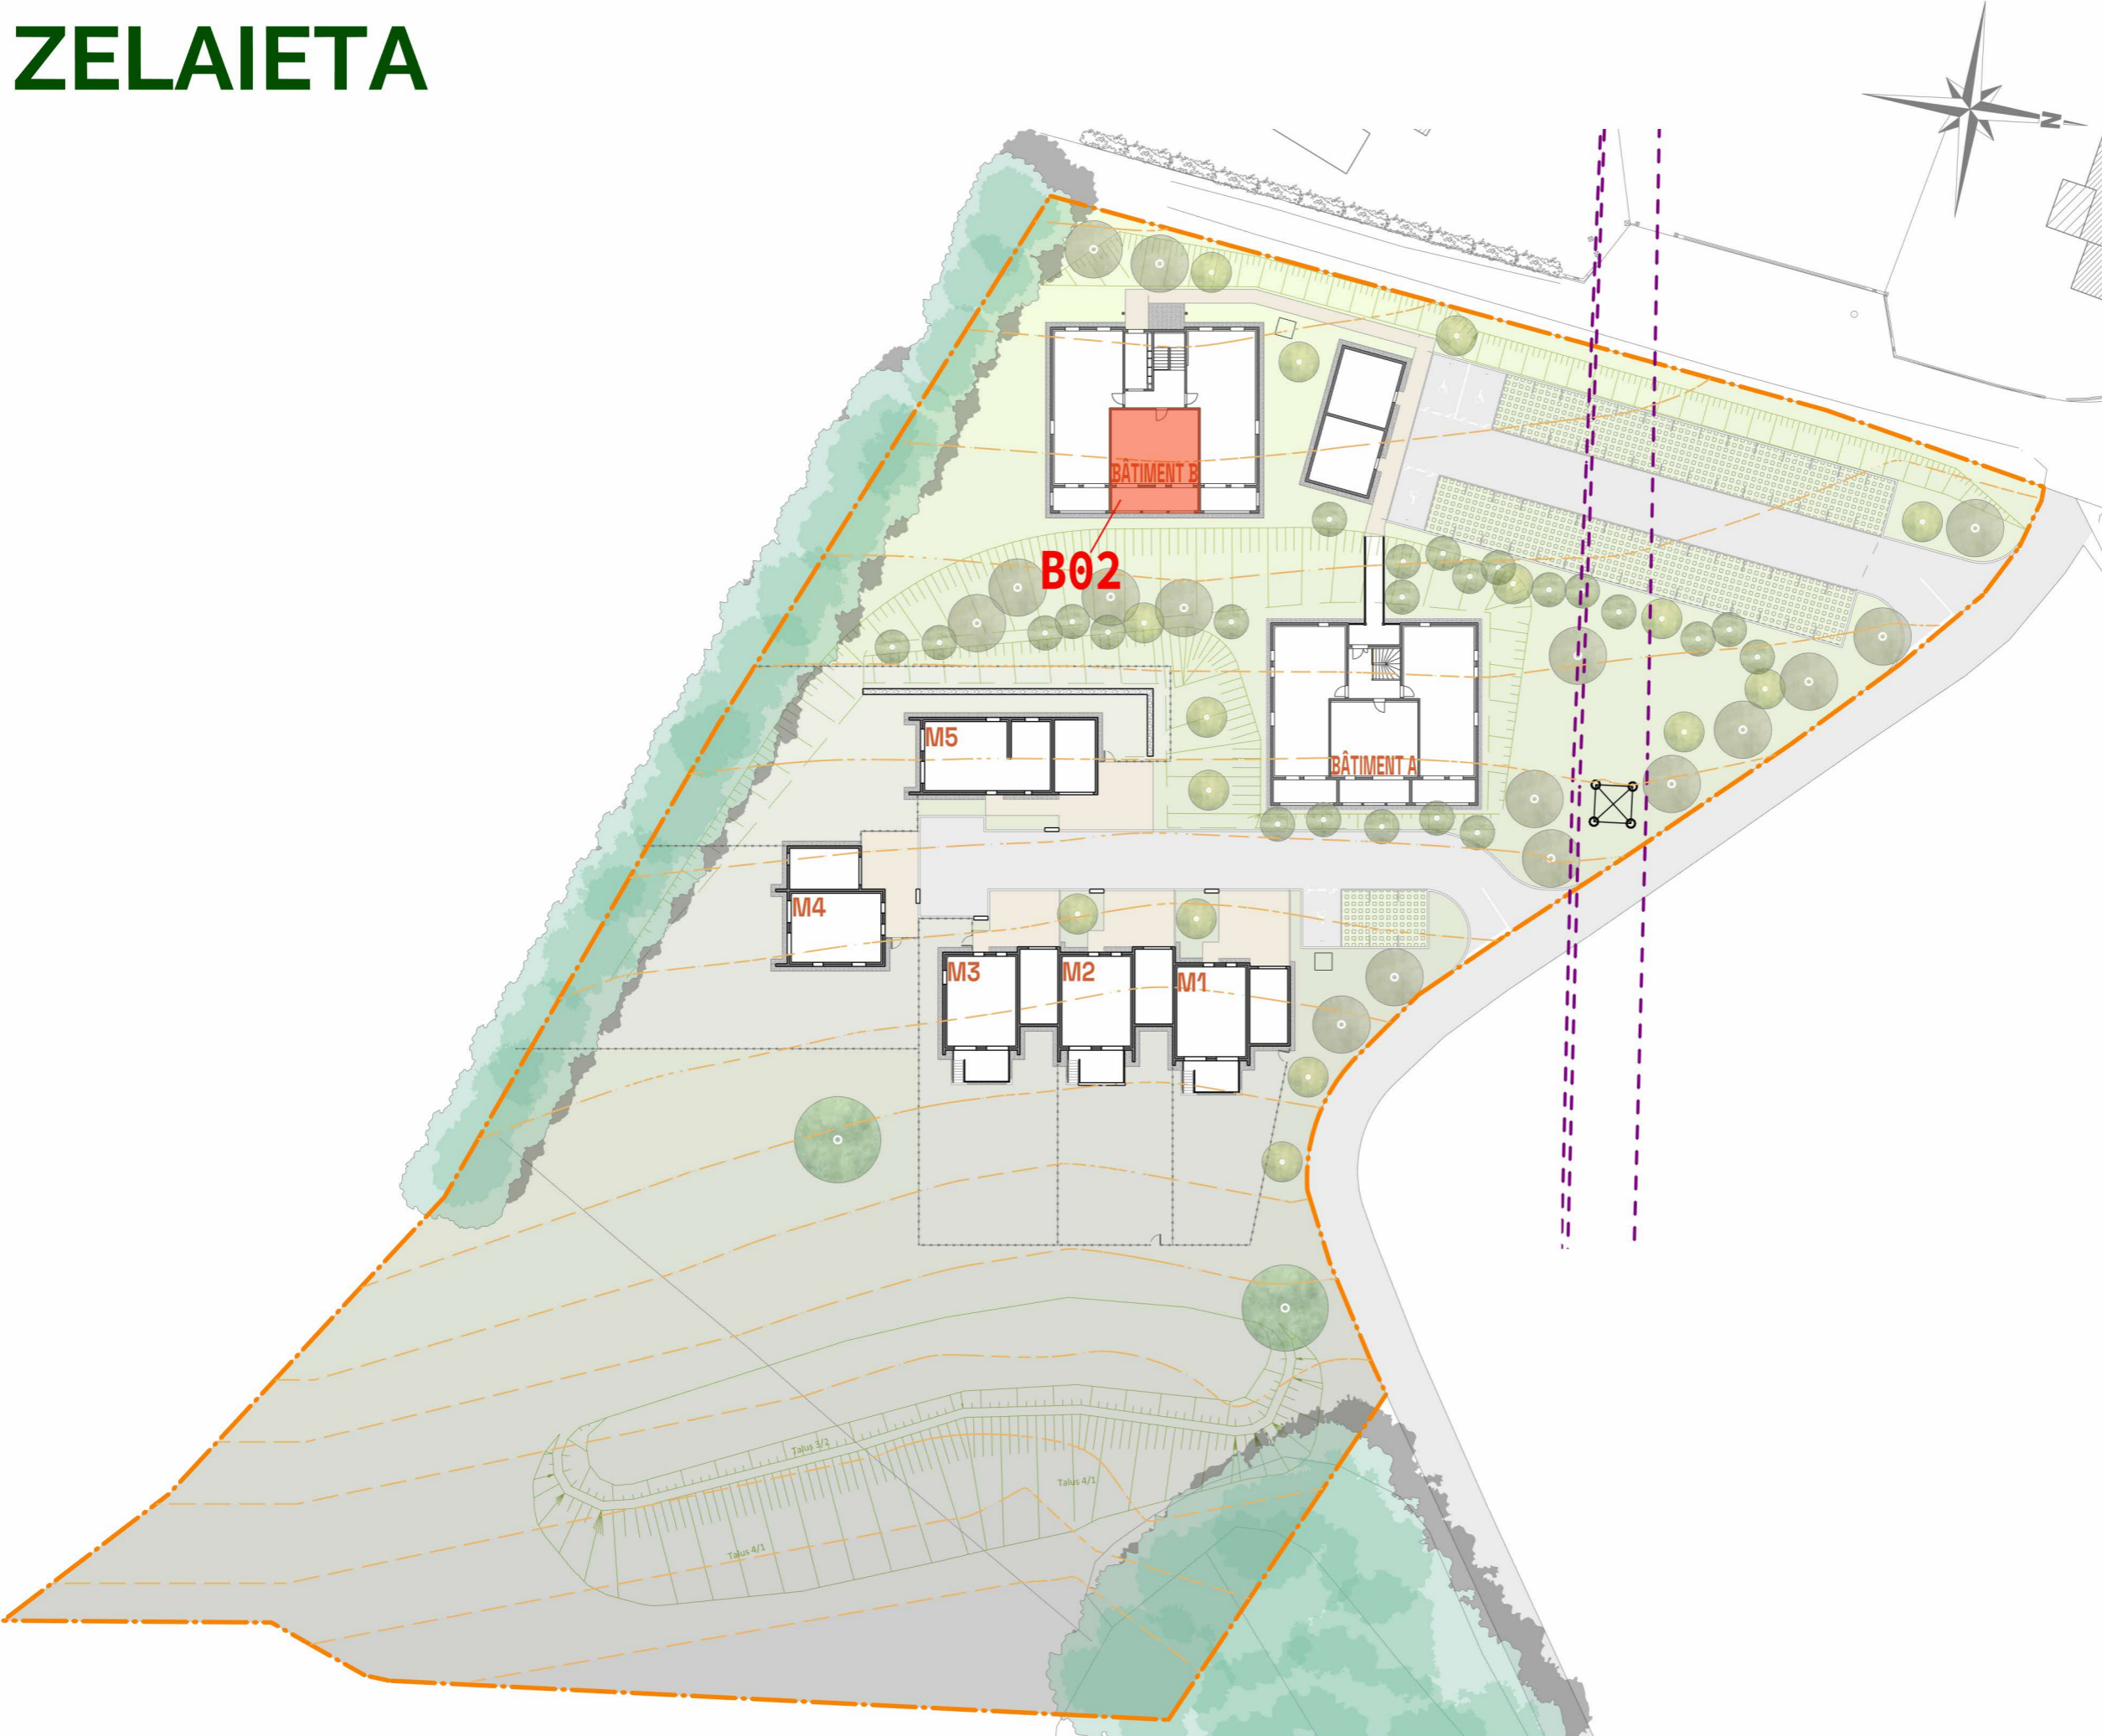 ZELAIETA
N
BÂTIMENT B
B02
M5
BÂTIMENT A
M4
M3
M2
M1
Talus 3/2
Talus 4/1
Talus 4/1